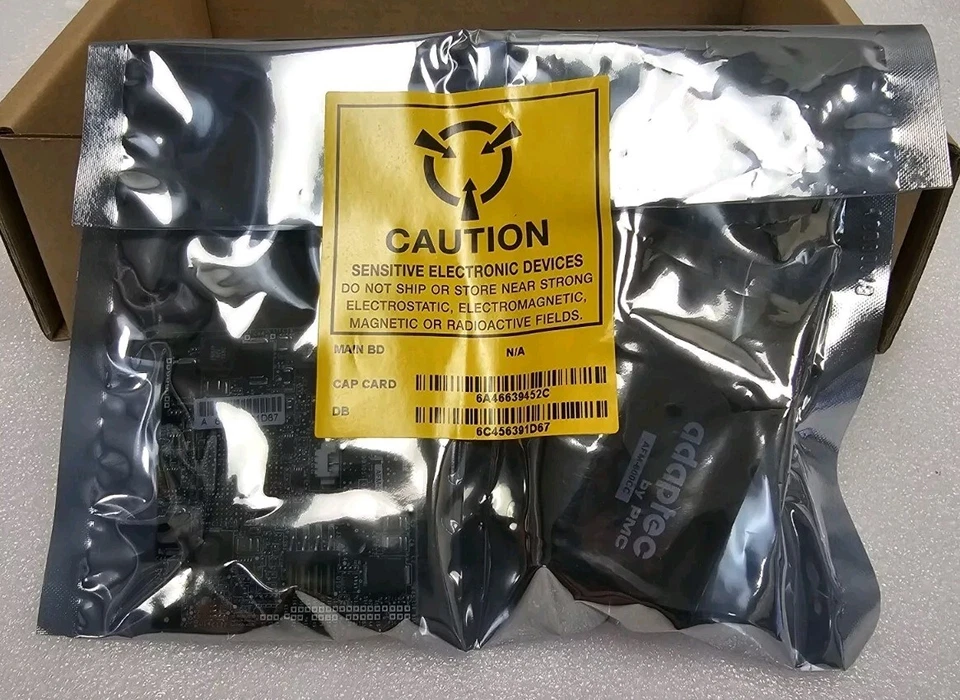 CAUTION
SENSITIVE ELECTRONIC DEVICES
DO NOT SHIP OR STORE NEAR STRONG
ELECTROSTATIC, ELECTROMAGNETIC,
MAGNETIC OR RADIOACTIVE FIELDS.
MAIN BD N/A
CAP CARD
6A46639452C
DB
6C456391D67
adaptec
by PMC